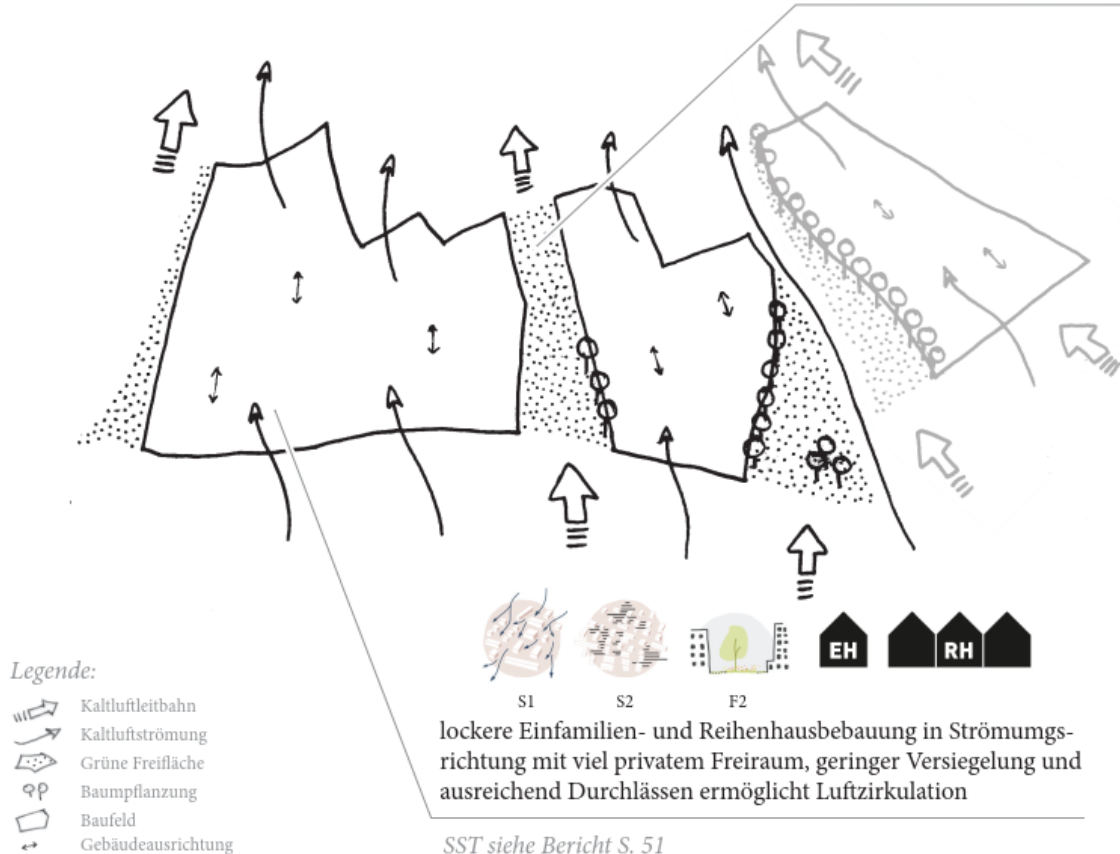 EH
RH
S1
S2
F2
lockere Einfamilien- und Reihenhausbebauung in Strömungs-
richtung mit viel privatem Freiraum, geringer Versiegelung und
ausreichend Durchlässen ermöglicht Luftzirkulation
SST siehe Bericht S. 51
Legende:
Kaltluftleitbahn
Kaltluftströmung
Grüne Freifläche
Baumpflanzung
Baufeld
Gebäudeausrichtung